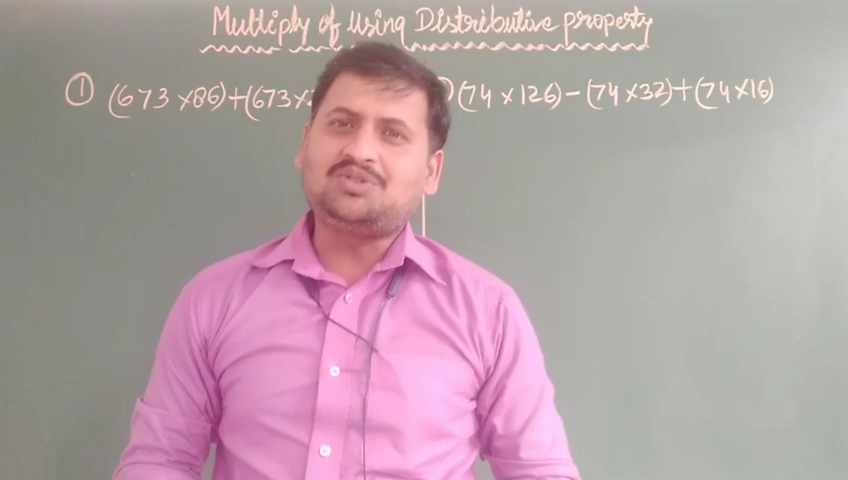 Multiply of Using Distributive property
① (673 ×86)+(673× (74 × 126) – (74 ×32)+(74×16)